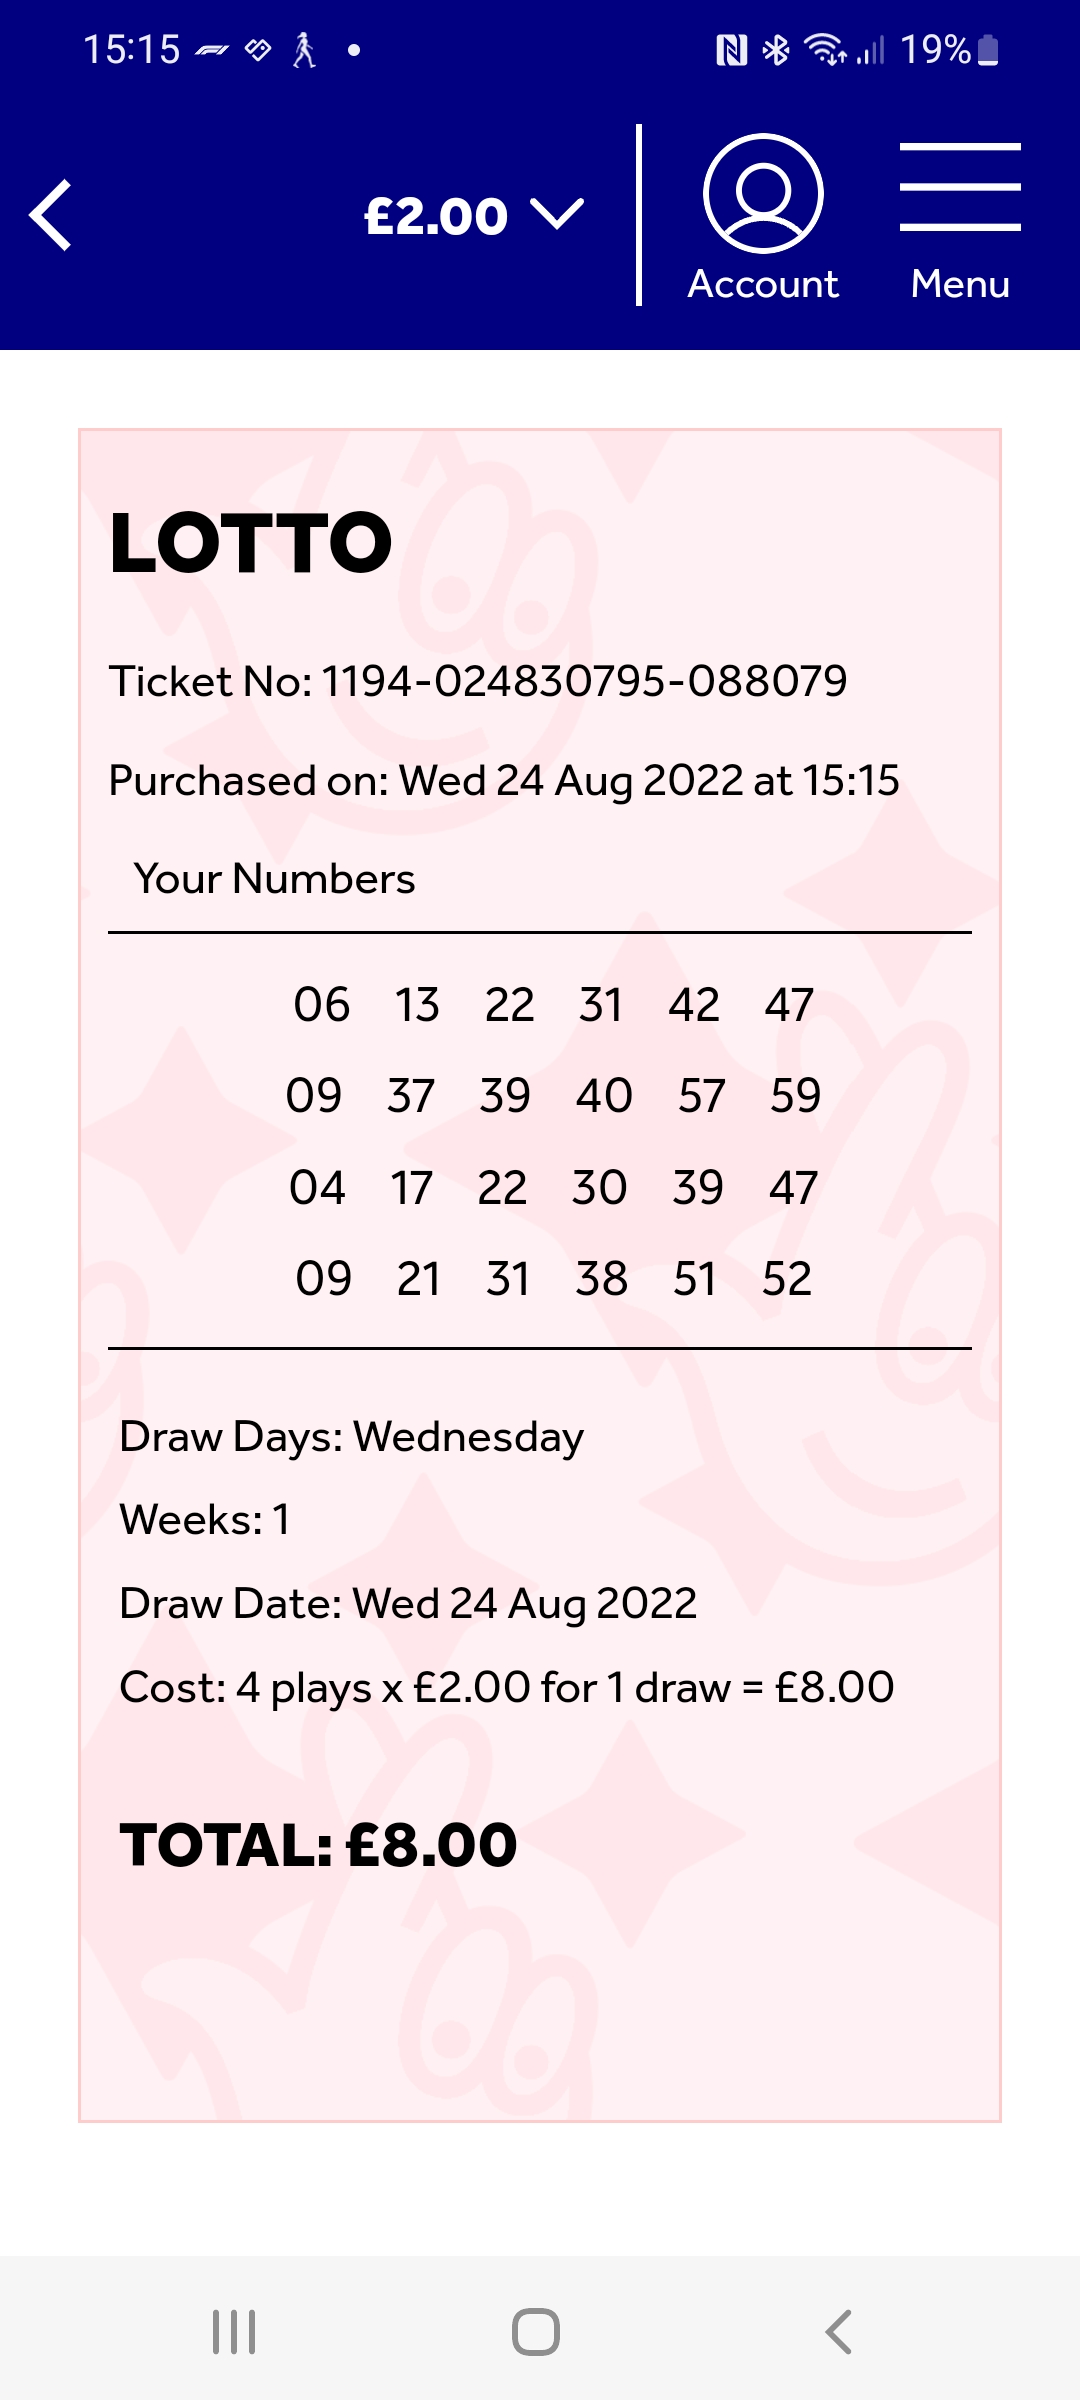 15:15 19%
£2.00
Account Menu
LOTTO
Ticket No: 1194-024830795-088079
Purchased on: Wed 24 Aug 2022 at 15:15
Your Numbers
06 13 22 31 42 47
09 37 39 40 57 59
04 17 22 30 39 47
09 21 31 38 51 52
Draw Days: Wednesday
Weeks: 1
Draw Date: Wed 24 Aug 2022
Cost: 4 plays x £2.00 for 1 draw = £8.00
TOTAL: £8.00